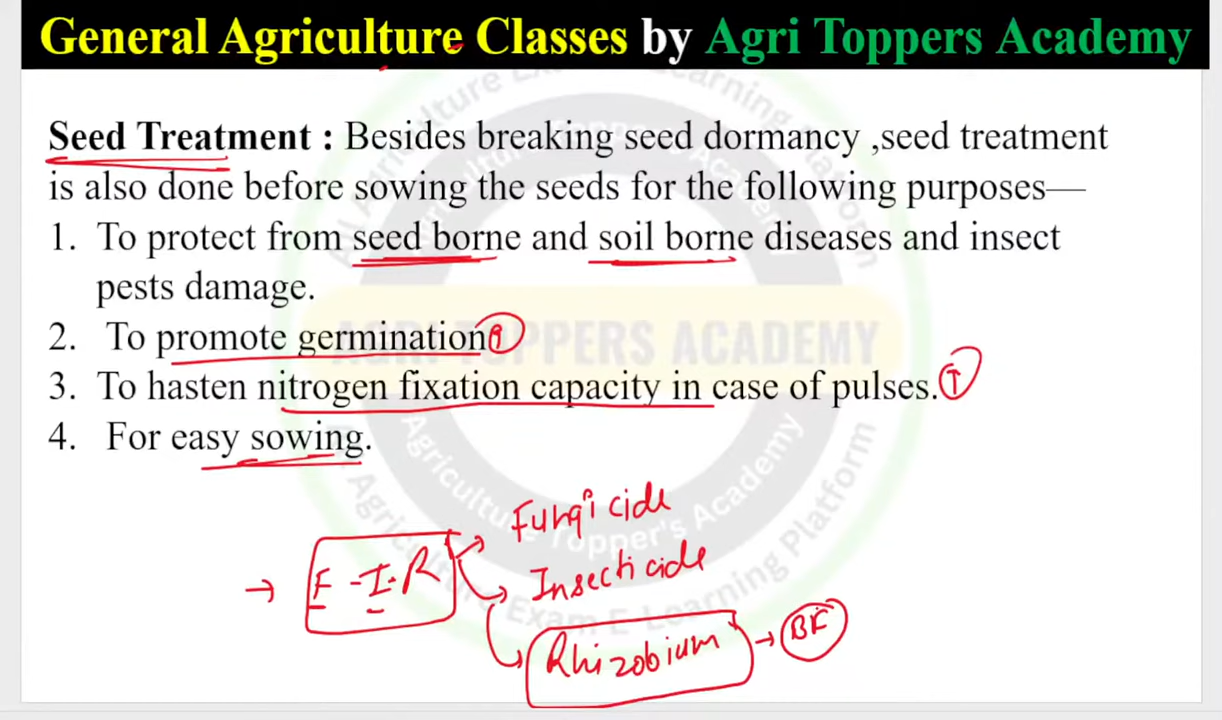 General Agriculture Classes by Agri Toppers Academy
Seed Treatment : Besides breaking seed dormancy ,seed treatment
is also done before sowing the seeds for the following purposes—
1. To protect from seed borne and soil borne diseases and insect
pests damage.
2. To promote germination
3. To hasten nitrogen fixation capacity in case of pulses.
4. For easy sowing.
AGRI TOPPERS ACADEMY
→ F-I-R
Fungicide
Insecticide
Rhizobium → BF